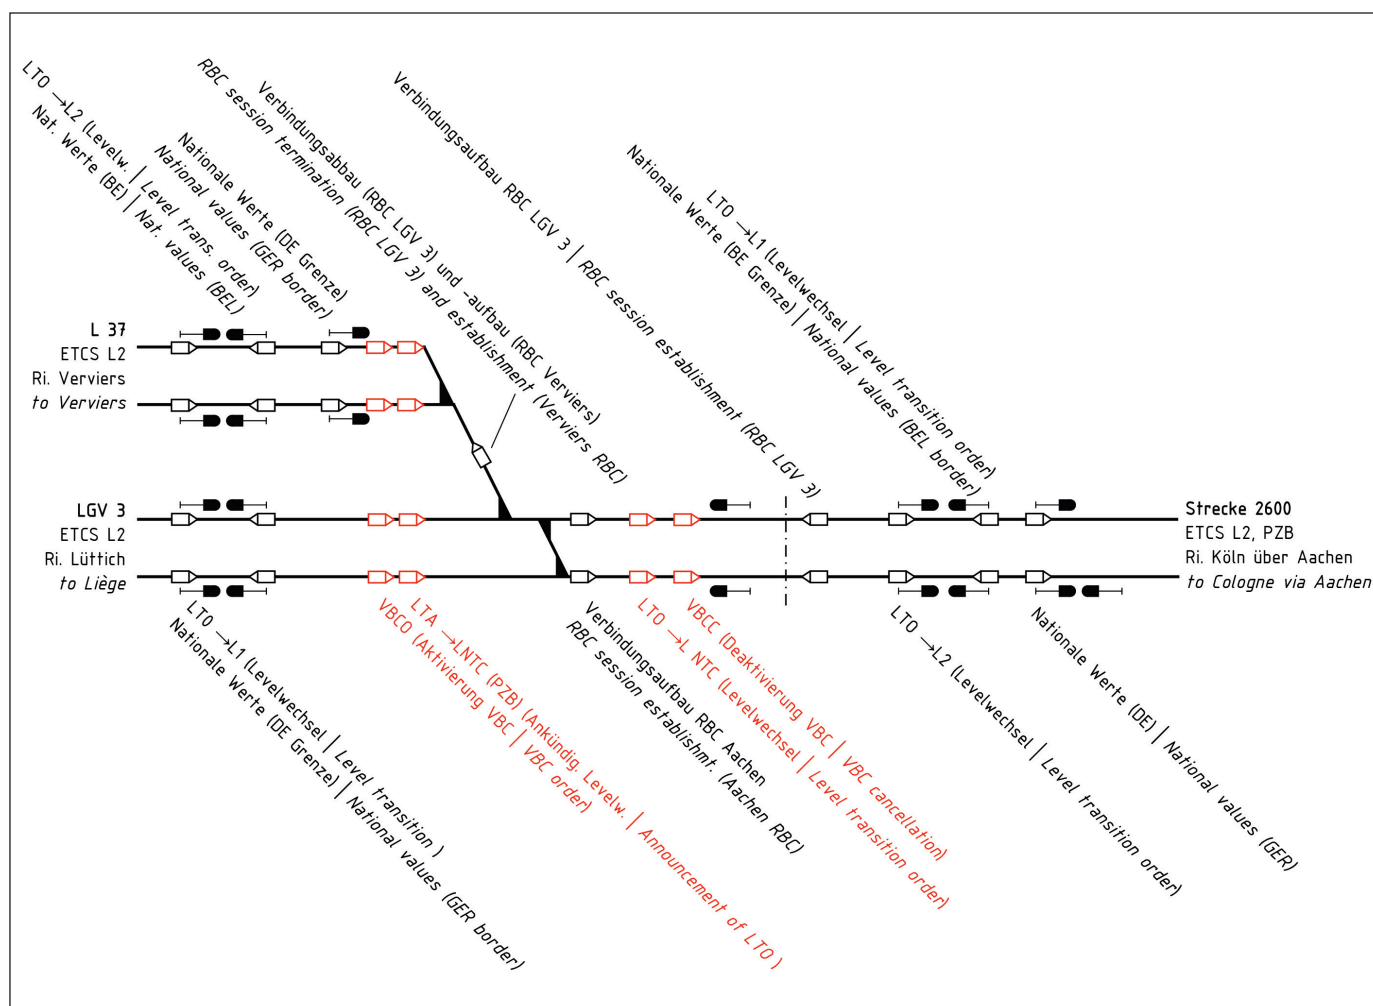 LTO →L2 (Levelw. | Level trans. order)
Nat. Werte (BE) | Nat. values (BEL)
Nationale Werte (DE Grenze)
National values (GER border)
Verbindungsabbau (RBC LGV 3) und -aufbau (RBC Verviers)
RBC session termination (RBC LGV 3) and establishment (Verviers RBC)
Verbindungsaufbau RBC LGV 3 | RBC session establishment (RBC LGV 3)
LTO →L1 (Levelwechsel | Level transition order)
Nationale Werte (BE Grenze) | National values (BEL border)
L 37
ETCS L2
Ri. Verviers
to Verviers
LGV 3
ETCS L2
Ri. Lüttich
to Liège
Strecke 2600
ETCS L2, PZB
Ri. Köln über Aachen
to Cologne via Aachen
LTO →L1 (Levelwechsel | Level transition )
Nationale Werte (DE Grenze) | National values (GER border)
LTA →LNTC (PZB) (Ankündig. Levelw. | Announcement of LTO )
VBCO (Aktivierung VBC | VBC order)
Verbindungsaufbau RBC Aachen
RBC session establishmt. (Aachen RBC)
VBCC (Deaktivierung VBC | VBC cancellation)
LTO →L NTC (Levelwechsel | Level transition order)
LTO →L2 (Levelwechsel | Level transition order)
Nationale Werte (DE) | National values (GER)